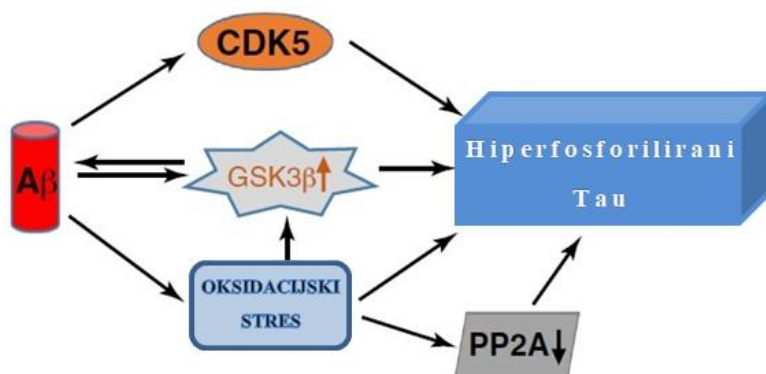 CDK5
Aβ
GSK3β↑
Hiperfosforilirani
Tau
OKSIDACIJSKI
STRES
PP2A↓